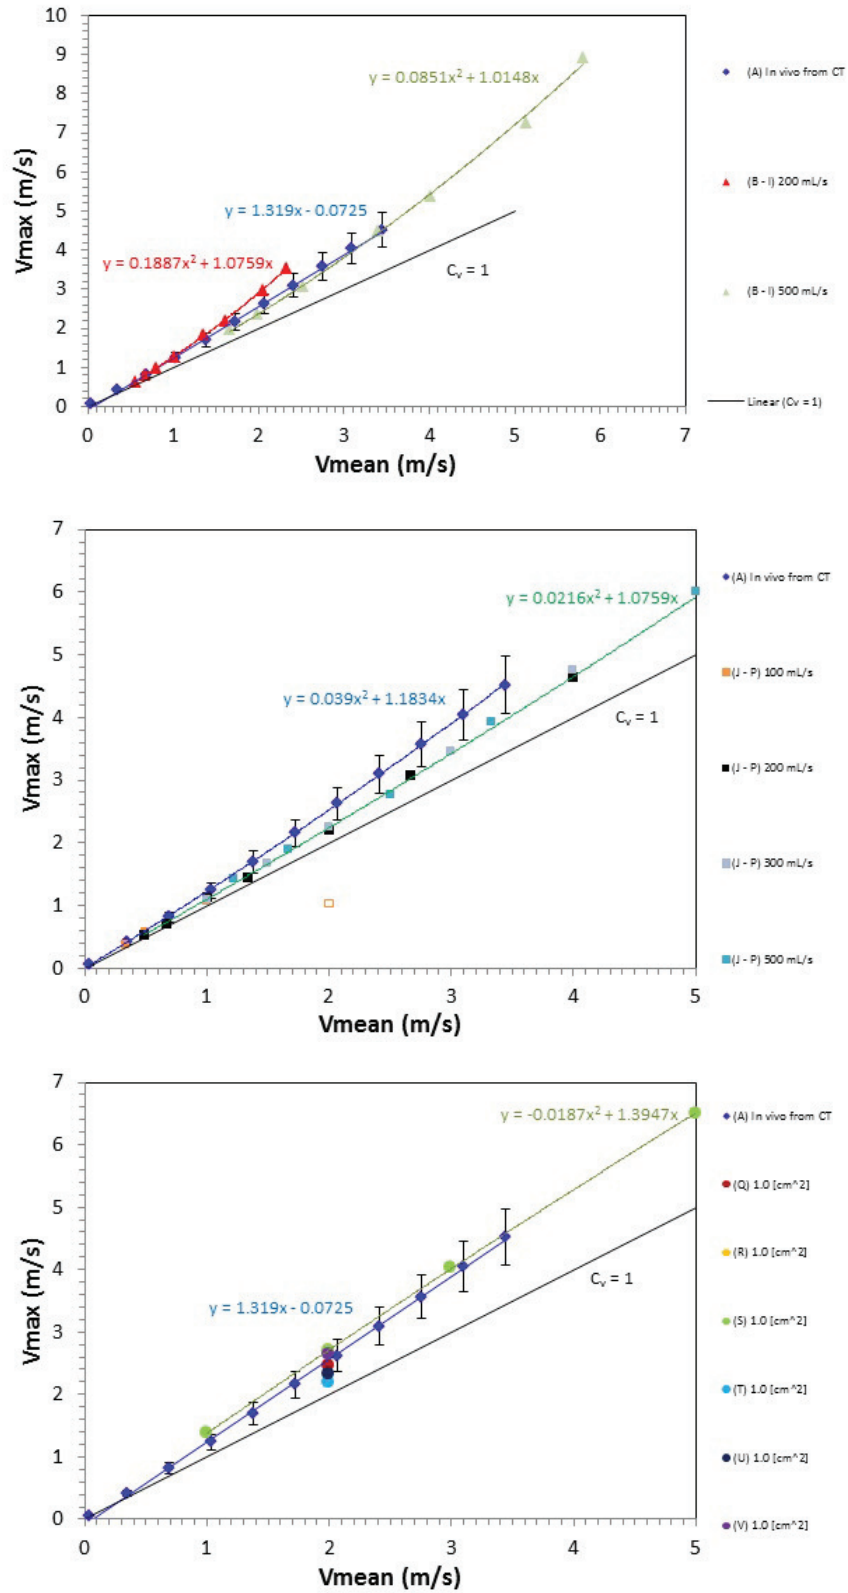 10
9
8
7
6
5
4
3
2
1
0
Vmax (m/s)
y = 0.0851x² + 1.0148x
y = 1.319x - 0.0725
y = 0.1887x² + 1.0759x
Cᵥ = 1
0 1 2 3 4 5 6 7
Vmean (m/s)
(A) In vivo from CT
(B - I) 200 mL/s
(B - I) 500 mL/s
Linear (Cv = 1)
7
6
5
4
3
2
1
0
Vmax (m/s)
y = 0.0216x² + 1.0759x
y = 0.039x² + 1.1834x
Cᵥ = 1
0 1 2 3 4 5
Vmean (m/s)
(A) In vivo from CT
(J - P) 100 mL/s
(J - P) 200 mL/s
(J - P) 300 mL/s
(J - P) 500 mL/s
7
6
5
4
3
2
1
0
Vmax (m/s)
y = -0.0187x² + 1.3947x
y = 1.319x - 0.0725
Cᵥ = 1
0 1 2 3 4 5
Vmean (m/s)
(A) In vivo from CT
(Q) 1.0 [cm^2]
(R) 1.0 [cm^2]
(S) 1.0 [cm^2]
(T) 1.0 [cm^2]
(U) 1.0 [cm^2]
(V) 1.0 [cm^2]